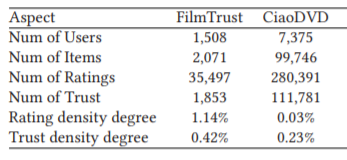 Aspect FilmTrust CiaoDVD
Num of Users 1,508 7,375
Num of Items 2,071 99,746
Num of Ratings 35,497 280,391
Num of Trust 1,853 111,781
Rating density degree 1.14% 0.03%
Trust density degree 0.42% 0.23%